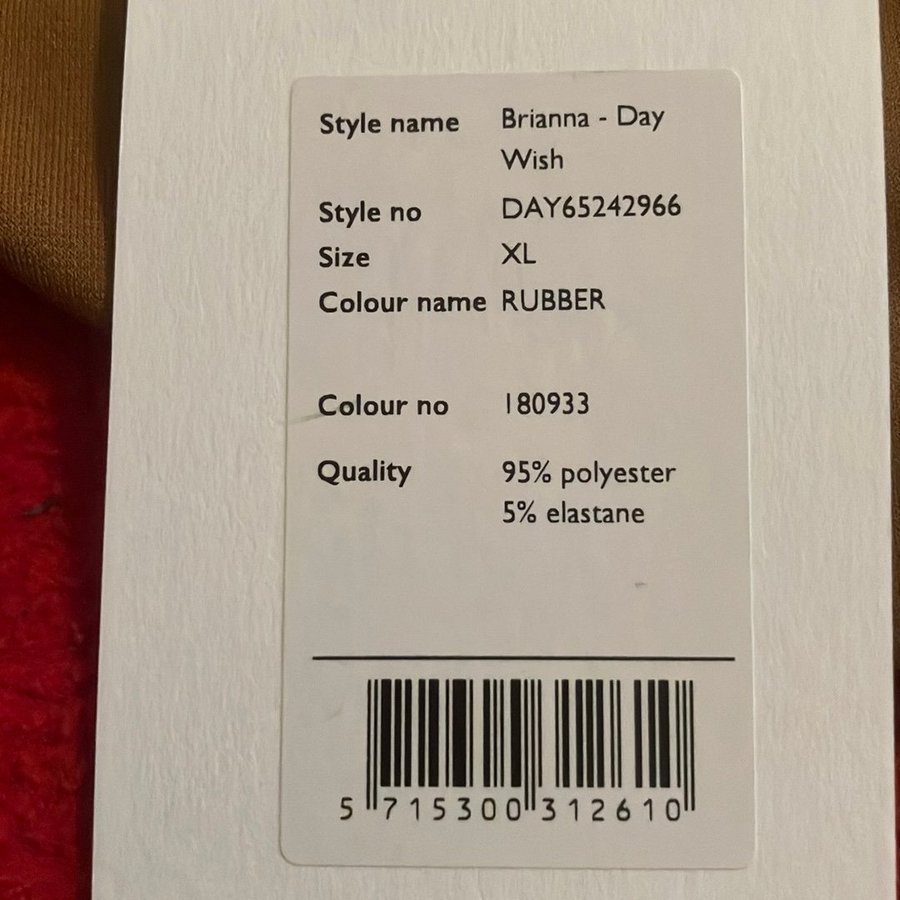 Style name Brianna - Day
Wish
Style no DAY65242966
Size XL
Colour name RUBBER
Colour no 180933
Quality 95% polyester
5% elastane
5 715300 312610